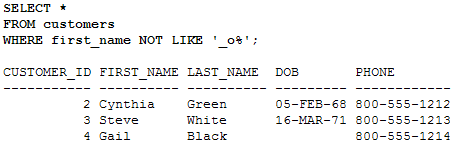 SELECT *
FROM customers
WHERE first_name NOT LIKE '_o%';
CUSTOMER_ID FIRST_NAME LAST_NAME  DOB       PHONE
----------- ---------- ---------- --------- ------------
          2 Cynthia    Green      05-FEB-68 800-555-1212
          3 Steve      White      16-MAR-71 800-555-1213
          4 Gail       Black                800-555-1214